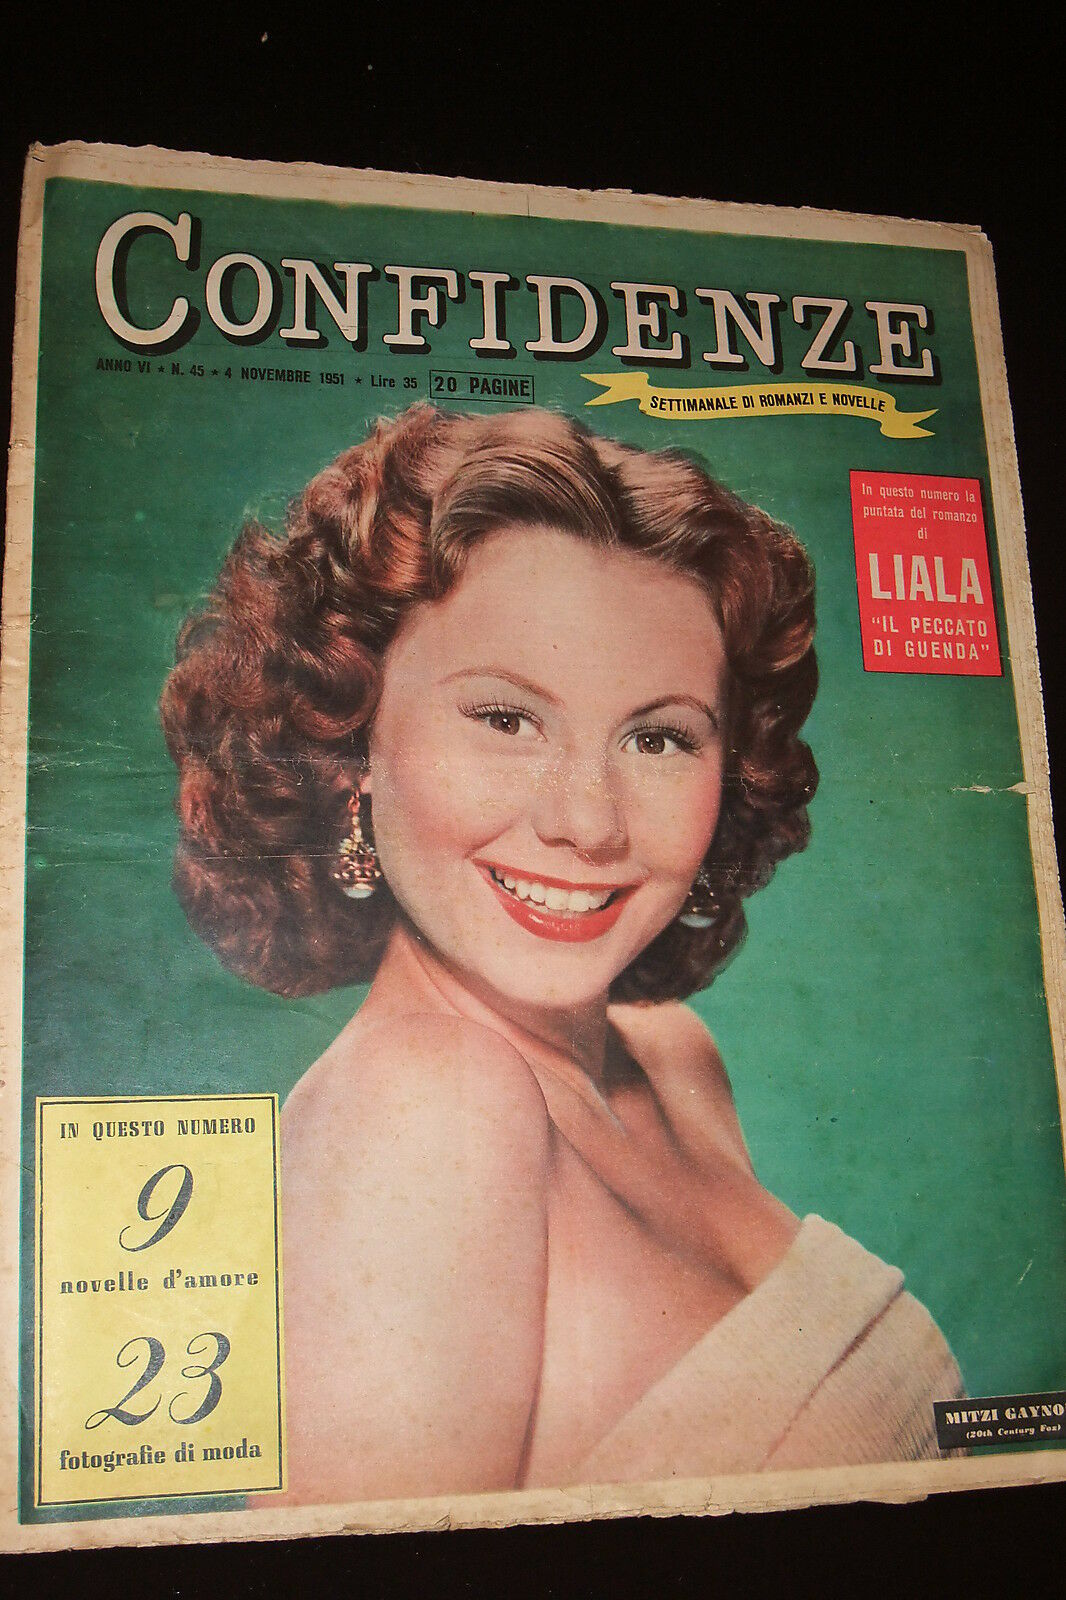 CONFIDENZE
ANNO VI ★ N. 45 ★ 4 NOVEMBRE 1951 ★ Lire 35 20 PAGINE
SETTIMANALE DI ROMANZI E NOVELLE
In questo numero la
puntata del romanzo
di
LIALA
"IL PECCATO
DI GUENDA"
IN QUESTO NUMERO
9
novelle d'amore
23
fotografie di moda
MITZI GAYNO
(20th Century Fox)